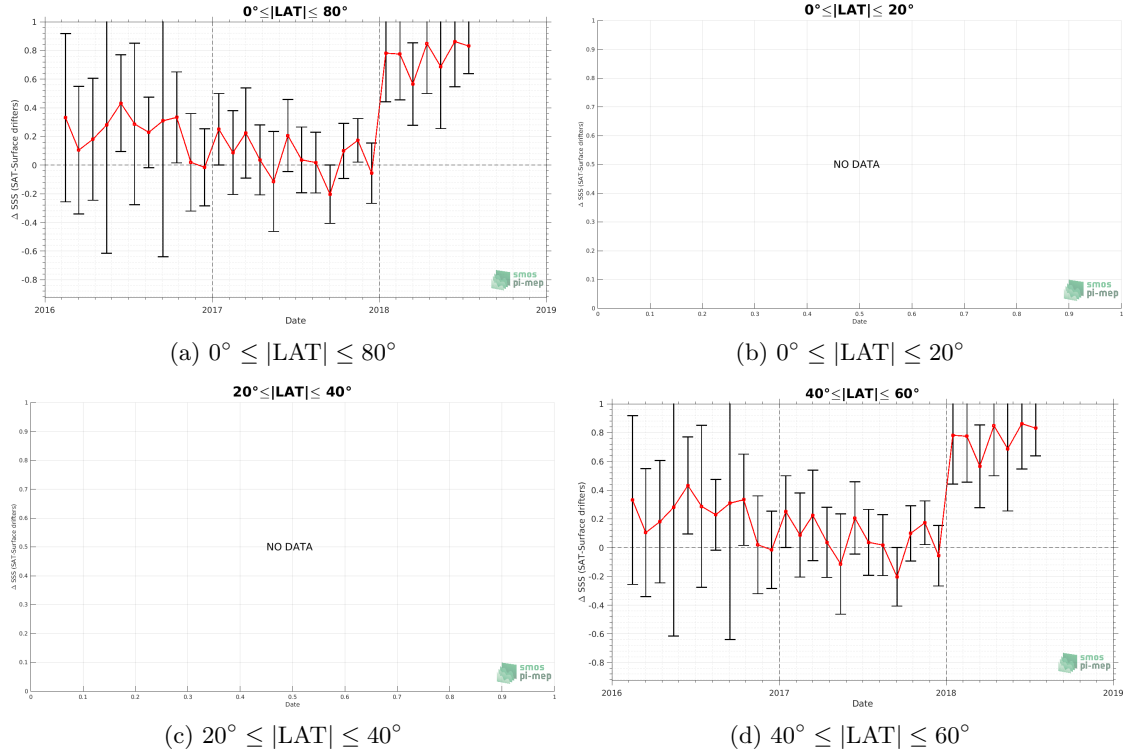 0°≤|LAT|≤ 80°
Δ SSS (SAT-Surface drifters)
1
0.8
0.6
0.4
0.2
0
-0.2
-0.4
-0.6
-0.8
2016 2017 2018 2019
Date
smos
pi-mep
(a) 0° ≤ |LAT| ≤ 80°
0°≤|LAT|≤ 20°
Δ SSS (SAT-Surface drifters)
1
0.9
0.8
0.7
0.6
0.5
0.4
0.3
0.2
0.1
0
NO DATA
0 0.1 0.2 0.3 0.4 0.5 0.6 0.7 0.8 0.9 1
Date
smos
pi-mep
(b) 0° ≤ |LAT| ≤ 20°
20°≤|LAT|≤ 40°
Δ SSS (SAT-Surface drifters)
1
0.9
0.8
0.7
0.6
0.5
0.4
0.3
0.2
0.1
0
NO DATA
0 0.1 0.2 0.3 0.4 0.5 0.6 0.7 0.8 0.9 1
Date
smos
pi-mep
(c) 20° ≤ |LAT| ≤ 40°
40°≤|LAT|≤ 60°
Δ SSS (SAT-Surface drifters)
1
0.8
0.6
0.4
0.2
0
-0.2
-0.4
-0.6
-0.8
2016 2017 2018 2019
Date
smos
pi-mep
(d) 40° ≤ |LAT| ≤ 60°